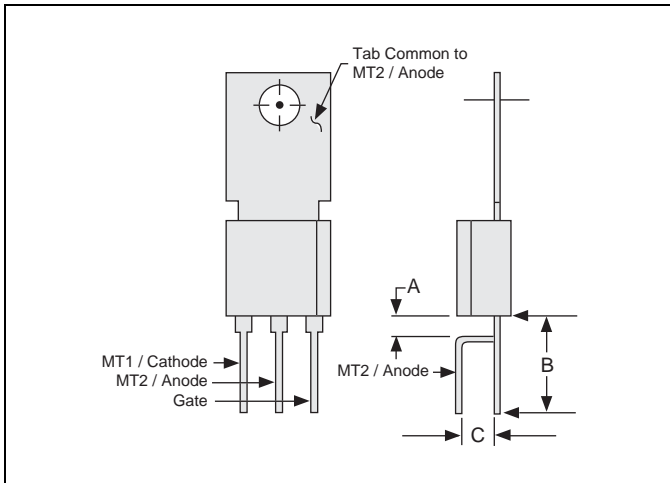 Tab Common to
MT2 / Anode
A
MT1 / Cathode
MT2 / Anode
Gate
MT2 / Anode
B
C